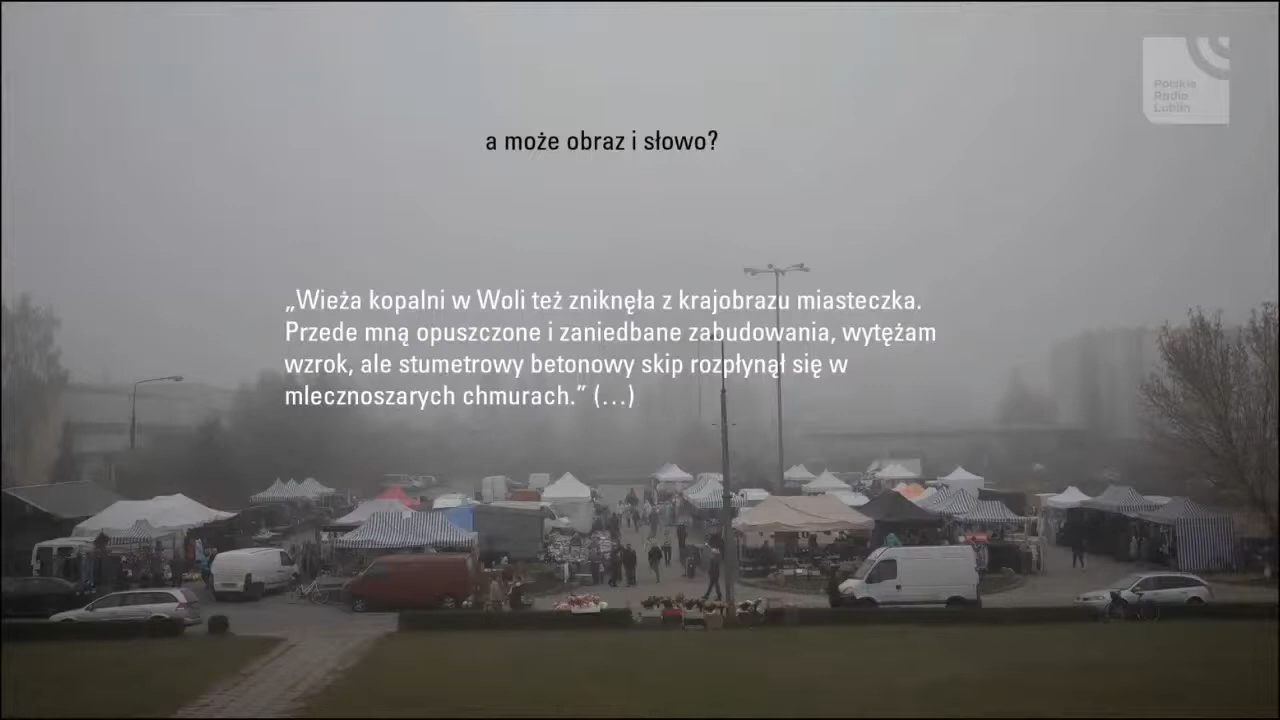 Polskie
Radio
Lublin
a może obraz i słowo?
„Wieża kopalni w Woli też zniknęła z krajobrazu miasteczka.
Przede mną opuszczone i zaniedbane zabudowania, wytężam
wzrok, ale stumetrowy betonowy skip rozpłynął się w
mlecznoszarych chmurach.” (…)